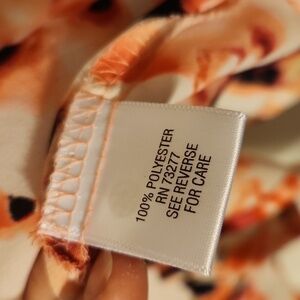 100% POLYESTER
RN 73277
SEE REVERSE
FOR CARE